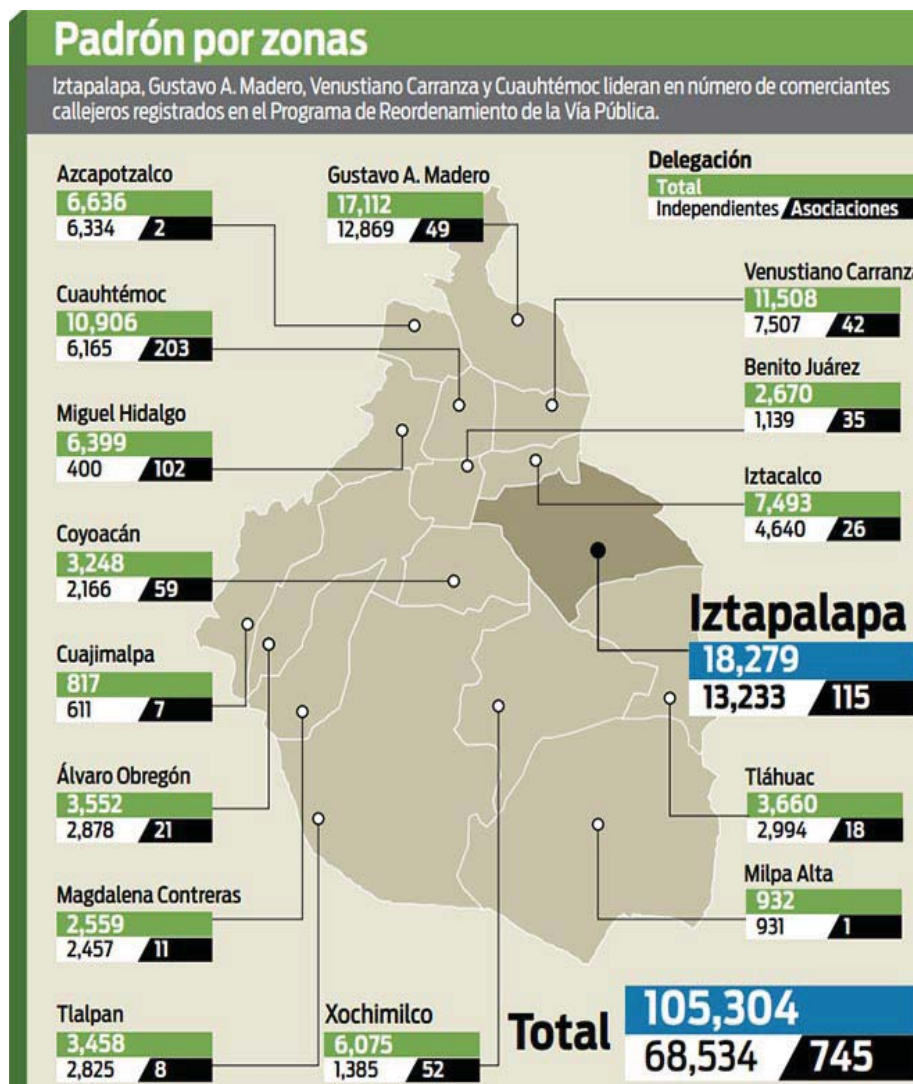 Padrón por zonas
Iztapalapa, Gustavo A. Madero, Venustiano Carranza y Cuauhtémoc lideran en número de comerciantes
callejeros registrados en el Programa de Reordenamiento de la Vía Pública.
Delegación
Total
Independientes / Asociaciones
Azcapotzalco
6,636
6,334 2
Gustavo A. Madero
17,112
12,869 49
Cuauhtémoc
10,906
6,165 203
Miguel Hidalgo
6,399
400 102
Coyoacán
3,248
2,166 59
Cuajimalpa
817
611 7
Álvaro Obregón
3,552
2,878 21
Magdalena Contreras
2,559
2,457 11
Tlalpan
3,458
2,825 8
Xochimilco
6,075
1,385 52
Venustiano Carranza
11,508
7,507 42
Benito Juárez
2,670
1,139 35
Iztacalco
7,493
4,640 26
Iztapalapa
18,279
13,233 115
Tláhuac
3,660
2,994 18
Milpa Alta
932
931 1
Total
105,304
68,534 745